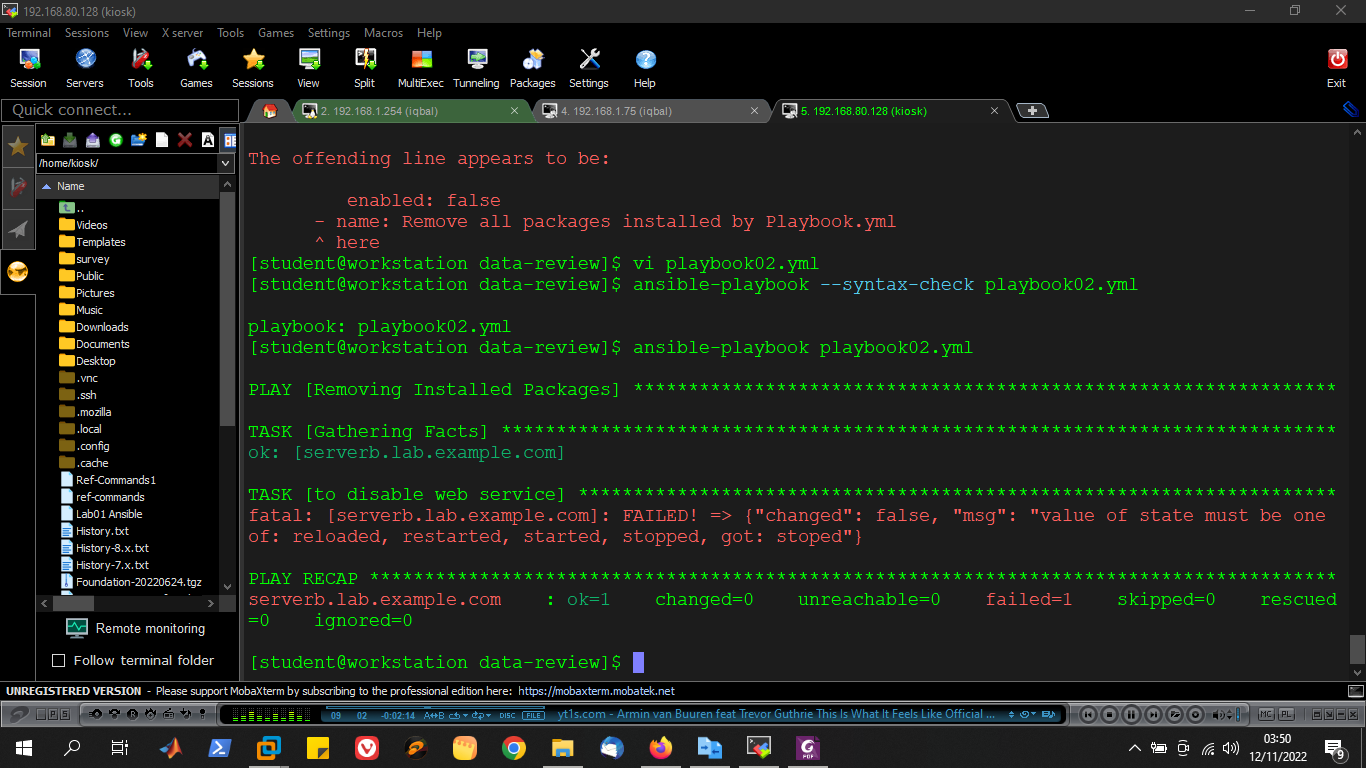 192.168.80.128 (kiosk)
Terminal Sessions View X server Tools Games Settings Macros Help
Session Servers Tools Games Sessions View Split MultiExec Tunneling Packages Settings Help Exit
Quick connect...
2. 192.168.1.254 (iqbal)
4. 192.168.1.75 (iqbal)
5. 192.168.80.128 (kiosk)
/home/kiosk/
Name
..
Videos
Templates
survey
Public
Pictures
Music
Downloads
Documents
Desktop
.vnc
.ssh
.mozilla
.local
.config
.cache
Ref-Commands1
ref-commands
Lab01 Ansible
History.txt
History-8.x.txt
History-7.x.txt
Foundation-20220624.tgz
Remote monitoring
Follow terminal folder
The offending line appears to be:
enabled: false
- name: Remove all packages installed by Playbook.yml
^ here
[student@workstation data-review]$ vi playbook02.yml
[student@workstation data-review]$ ansible-playbook --syntax-check playbook02.yml
playbook: playbook02.yml
[student@workstation data-review]$ ansible-playbook playbook02.yml
PLAY [Removing Installed Packages] ****************************************************************
TASK [Gathering Facts] ****************************************************************************
ok: [serverb.lab.example.com]
TASK [to disable web service] *********************************************************************
fatal: [serverb.lab.example.com]: FAILED! => {"changed": false, "msg": "value of state must be one
of: reloaded, restarted, started, stopped, got: stoped"}
PLAY RECAP ****************************************************************************************
serverb.lab.example.com : ok=1 changed=0 unreachable=0 failed=1 skipped=0 rescued
=0 ignored=0
[student@workstation data-review]$
UNREGISTERED VERSION - Please support MobaXterm by subscribing to the professional edition here: https://mobaxterm.mobatek.net
O P S
09 02 -0:02:14 A↔B DISC FILE yt1s.com - Armin van Buuren feat Trevor Guthrie This Is What It Feels Like Official ...
MC PL
03:50
12/11/2022
9
PDF